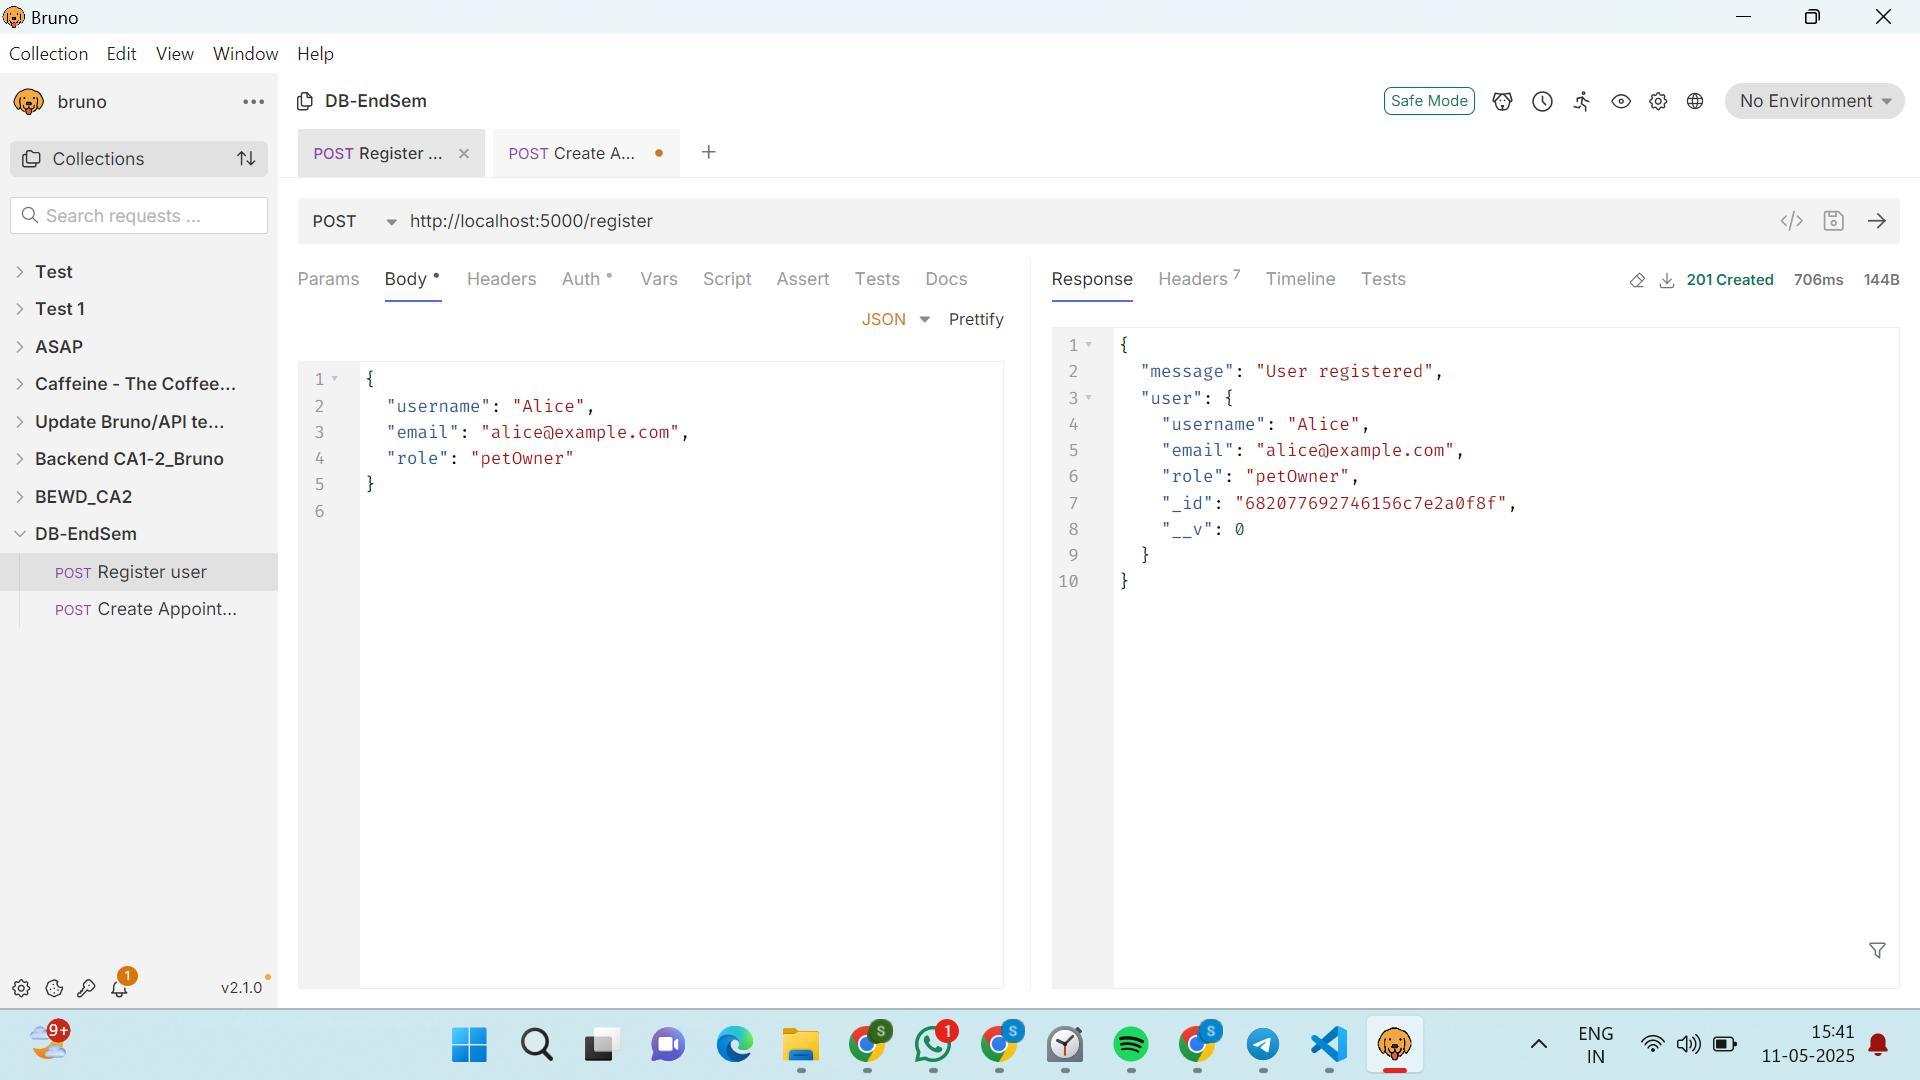 Bruno
Collection Edit View Window Help
bruno
DB-EndSem
Safe Mode
No Environment
Collections
POST Register ...
POST Create A...
Search requests ...
POST
http://localhost:5000/register
Test
Test 1
ASAP
Caffeine - The Coffee...
Update Bruno/API te...
Backend CA1-2_Bruno
BEWD_CA2
DB-EndSem
POST Register user
POST Create Appoint...
Params Body Headers Auth Vars Script Assert Tests Docs
JSON Prettify
1 {
2 "username": "Alice",
3 "email": "alice@example.com",
4 "role": "petOwner"
5 }
6
Response Headers 7 Timeline Tests
201 Created 706ms 144B
1 {
2 "message": "User registered",
3 "user": {
4 "username": "Alice",
5 "email": "alice@example.com",
6 "role": "petOwner",
7 "_id": "682077692746156c7e2a0f8f",
8 "__v": 0
9 }
10 }
1
v2.1.0
9+
S
1
S
S
ENG
IN
15:41
11-05-2025